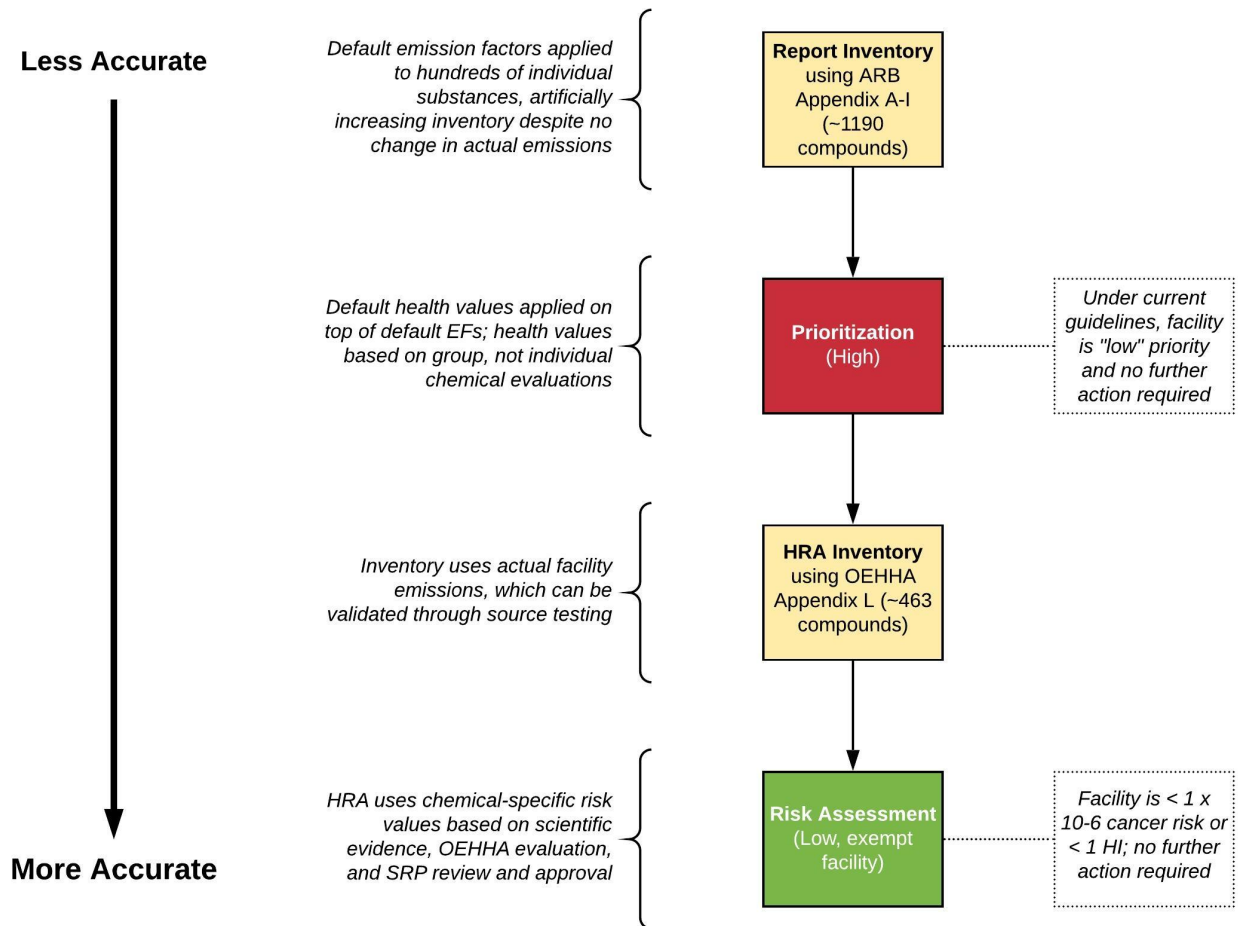 Less Accurate
Default emission factors applied
to hundreds of individual
substances, artificially
increasing inventory despite no
change in actual emissions
Report Inventory
using ARB
Appendix A-I
(~1190
compounds)
Default health values applied on
top of default EFs; health values
based on group, not individual
chemical evaluations
Prioritization
(High)
Under current
guidelines, facility
is "low" priority
and no further
action required
Inventory uses actual facility
emissions, which can be
validated through source testing
HRA Inventory
using OEHHA
Appendix L (~463
compounds)
More Accurate
HRA uses chemical-specific risk
values based on scientific
evidence, OEHHA evaluation,
and SRP review and approval
Risk Assessment
(Low, exempt
facility)
Facility is < 1 x
10-6 cancer risk or
< 1 HI; no further
action required